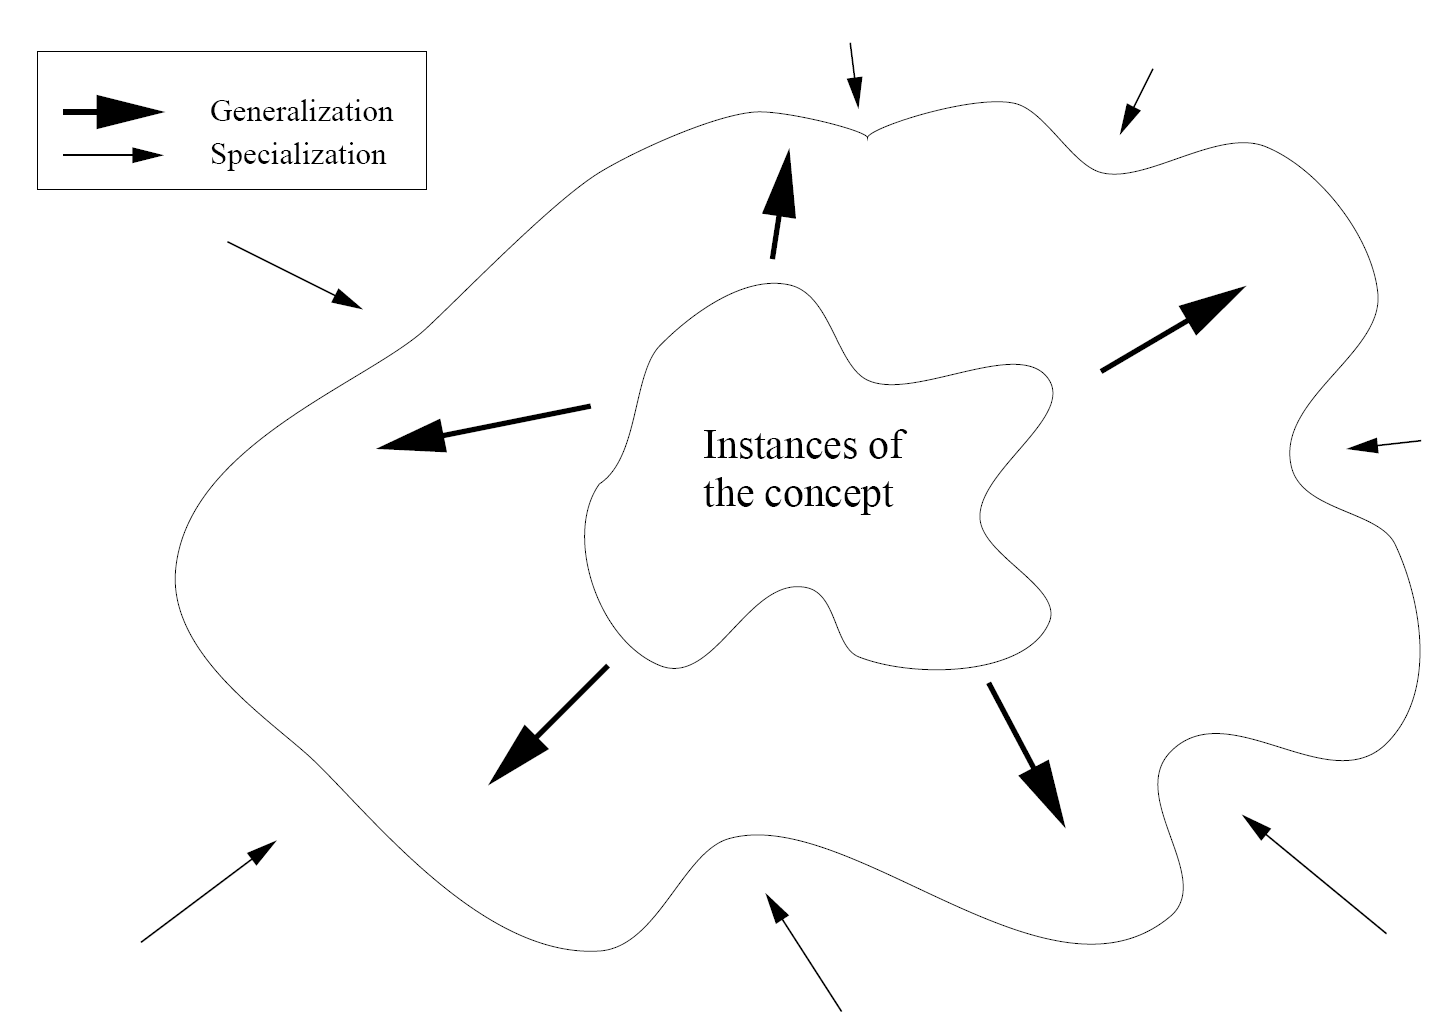 Generalization
Specialization
Instances of
the concept